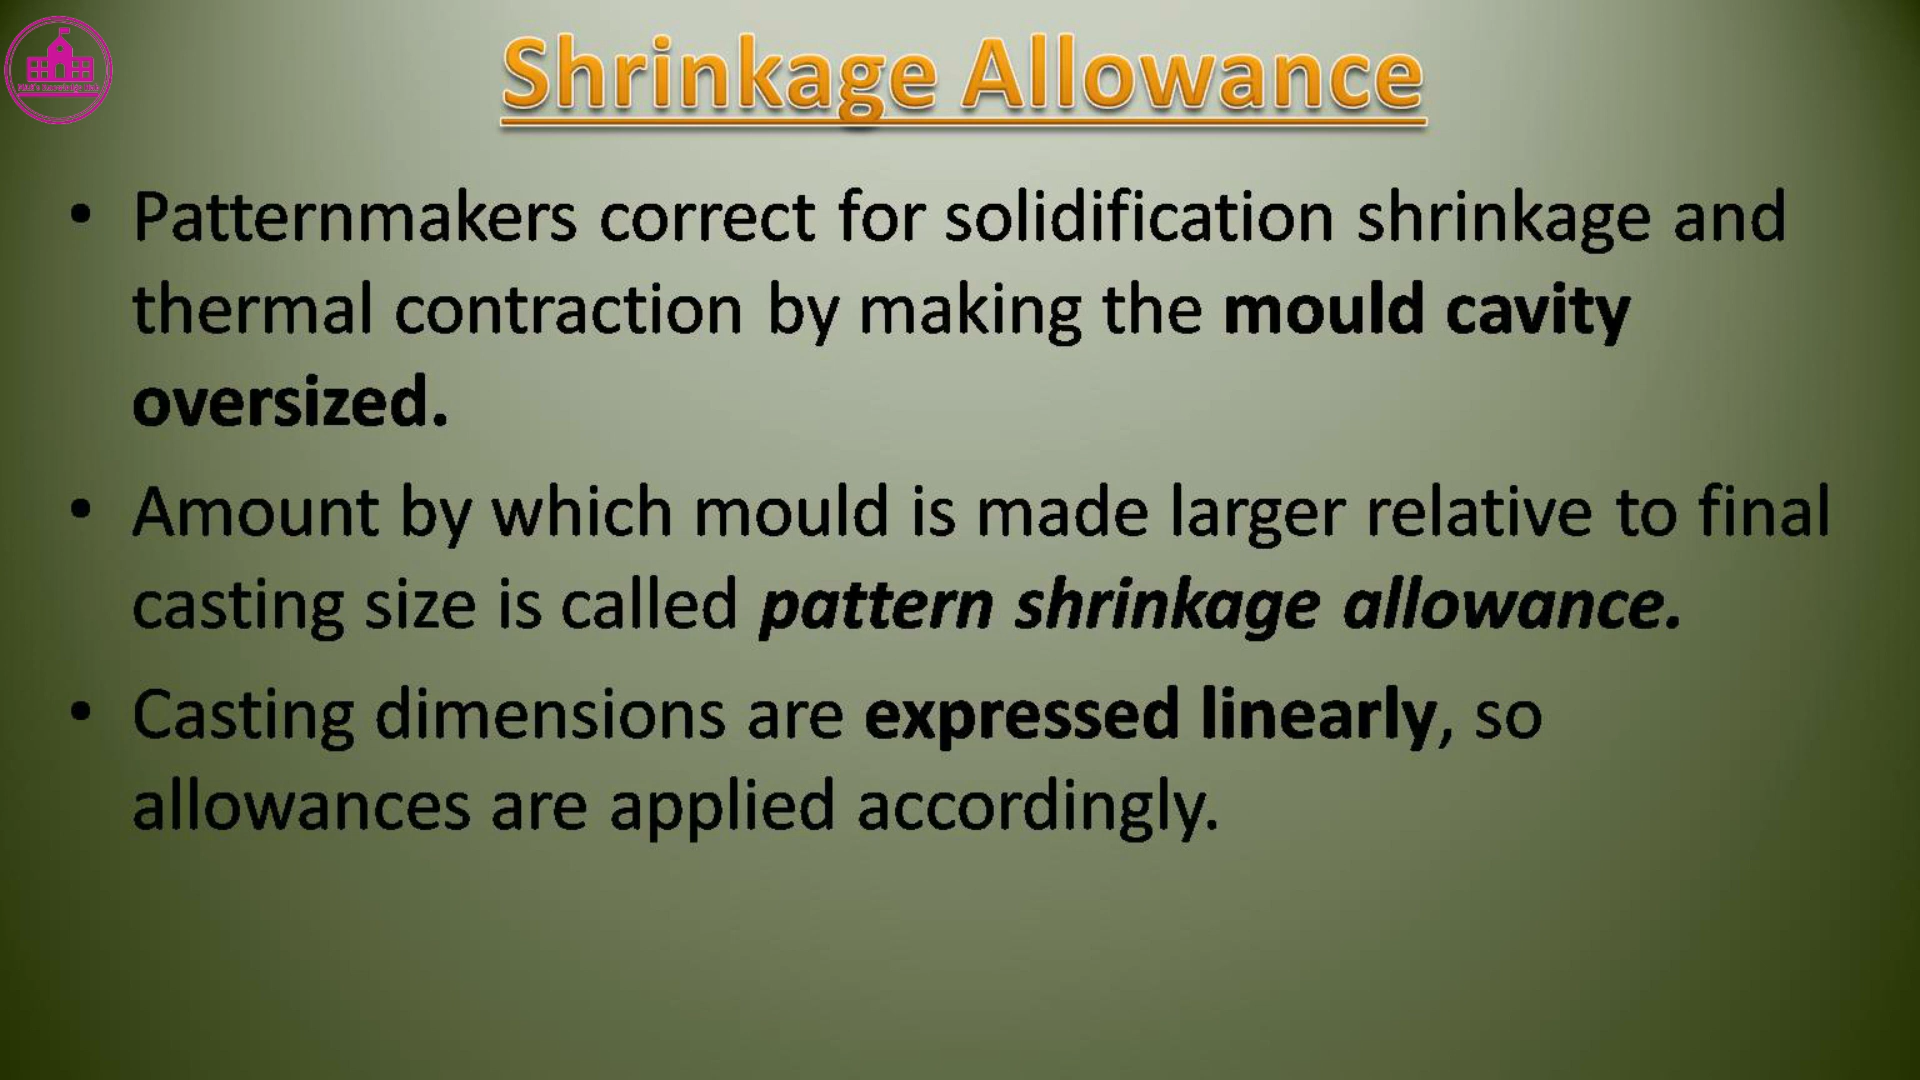 Shrinkage Allowance
• Patternmakers correct for solidification shrinkage and
thermal contraction by making the mould cavity
oversized.
• Amount by which mould is made larger relative to final
casting size is called pattern shrinkage allowance.
• Casting dimensions are expressed linearly, so
allowances are applied accordingly.